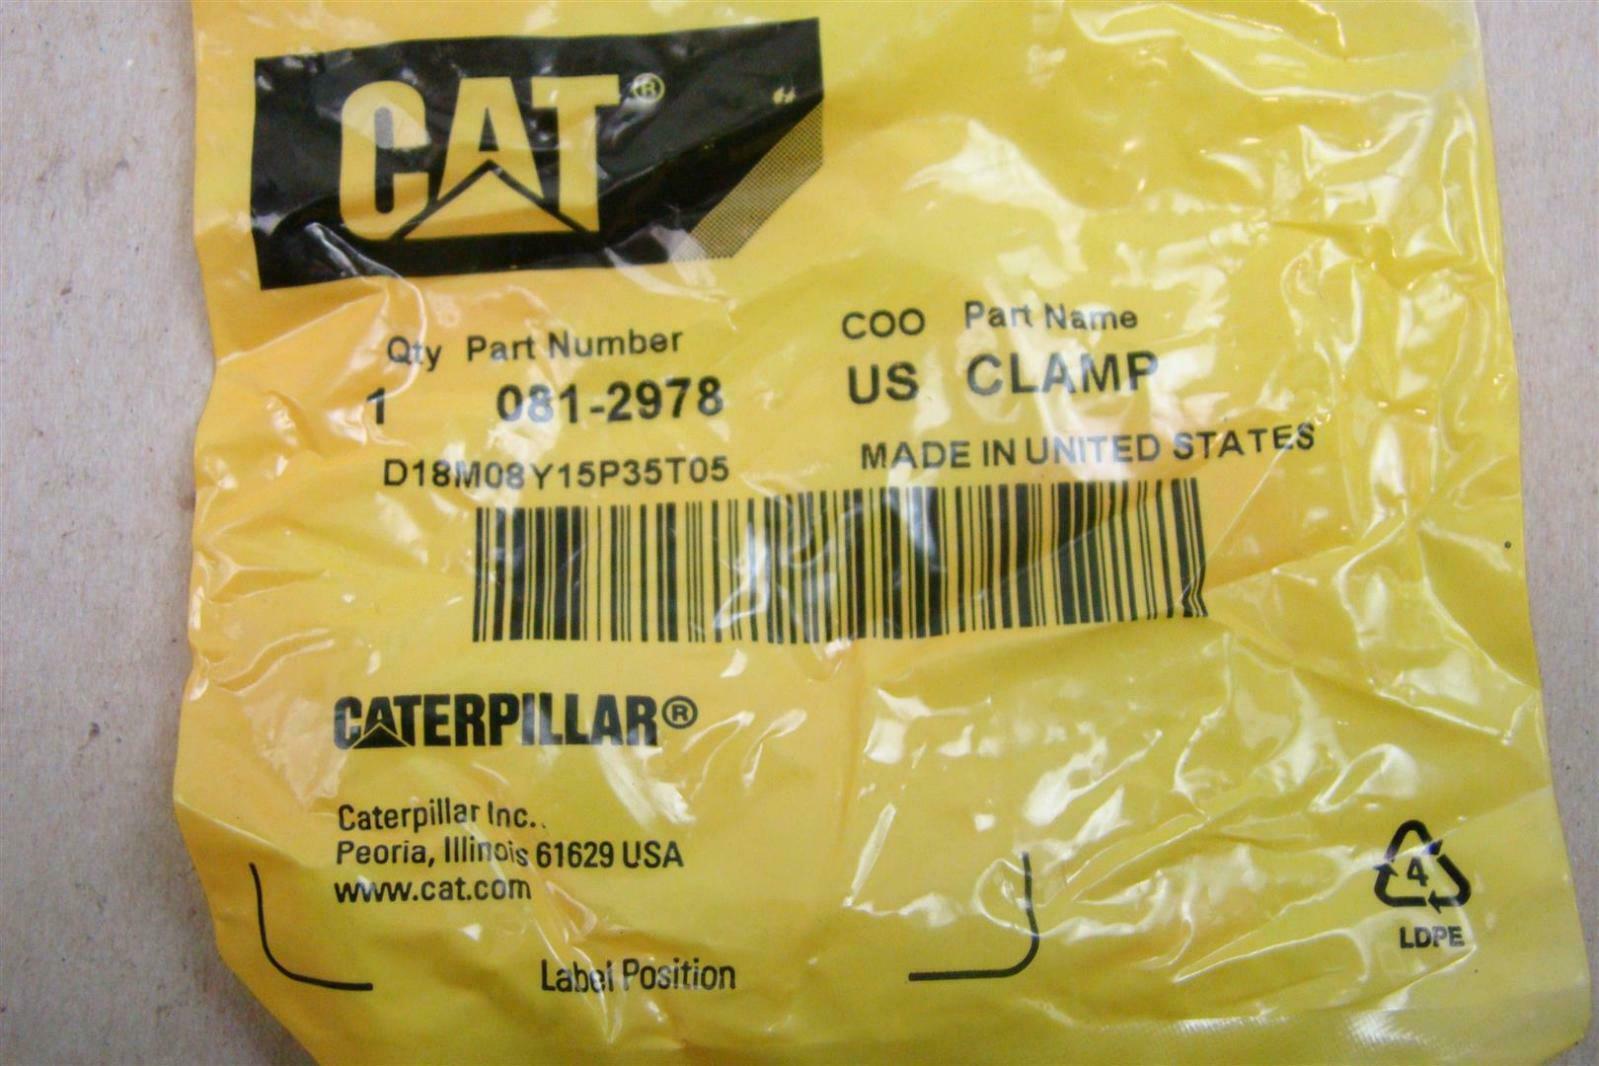 CAT®
Qty Part Number COO Part Name
1 081-2978 US CLAMP
D18M08Y15P35T05 MADE IN UNITED STATES
CATERPILLAR®
Caterpillar Inc.
Peoria, Illinois 61629 USA
www.cat.com
4
LDPE
Label Position